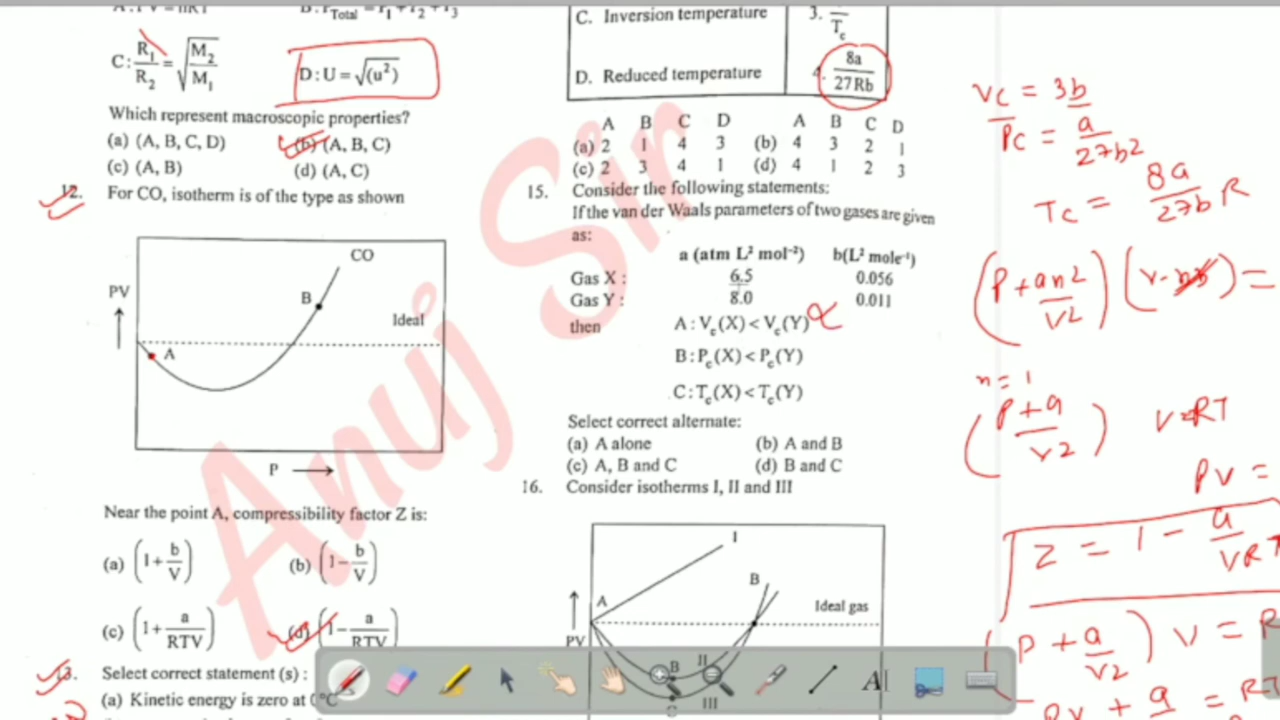 A : PV = nRT
B : P_Total = P₁ + P₂ + P₃
C : R₁/R₂ = √(M₂/M₁)
D : U = √(u²)
Which represent macroscopic properties?
(a) (A, B, C, D) (b) (A, B, C)
(c) (A, B) (d) (A, C)
12. For CO, isotherm is of the type as shown
CO
PV
B
Ideal
A
P
Near the point A, compressibility factor Z is:
(a) (1 + b/V) (b) (1 − b/V)
(c) (1 + a/RTV) (d) (1 − a/RTV)
13. Select correct statement (s) :
(a) Kinetic energy is zero at 0°C
C. Inversion temperature 3. /T_c
D. Reduced temperature 4. 8a/27Rb
A B C D A B C D
(a) 2 1 4 3 (b) 4 3 2 1
(c) 2 3 4 1 (d) 4 1 2 3
15. Consider the following statements:
If the van der Waals parameters of two gases are given
as:
a (atm L² mol⁻²) b(L² mole⁻¹)
Gas X : 6.5 0.056
Gas Y : 8.0 0.011
then A : V_c(X) < V_c(Y)
B : P_c(X) < P_c(Y)
C : T_c(X) < T_c(Y)
Select correct alternate:
(a) A alone (b) A and B
(c) A, B and C (d) B and C
16. Consider isotherms I, II and III
I
B
A
Ideal gas
PV
B II
III
Vc = 3b
Pc = a/27b2
Tc = 8a/27bR
(P + an2/V2) (V - nb) =
n = 1
(P + a/V2) V = RT
PV =
Z = 1 - a/VRT
(P + a/V2) V = R
PV + a = RT
Anuj Sir
A